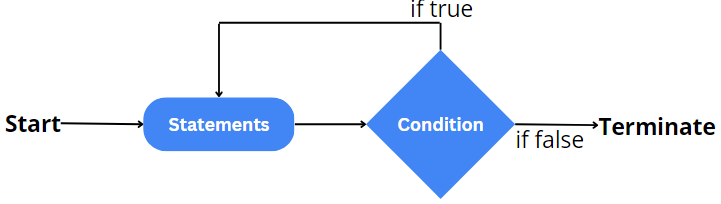 if true
Start
Statements
Condition
if false
Terminate